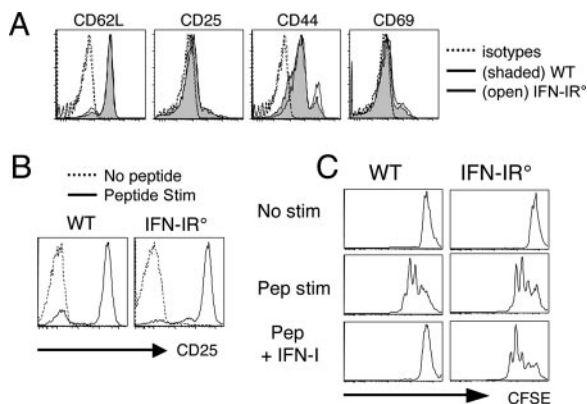 A
CD62L CD25 CD44 CD69
isotypes
(shaded) WT
(open) IFN-IR°
B
No peptide
Peptide Stim
WT IFN-IR°
CD25
C
WT IFN-IR°
No stim
Pep stim
Pep
+ IFN-I
CFSE